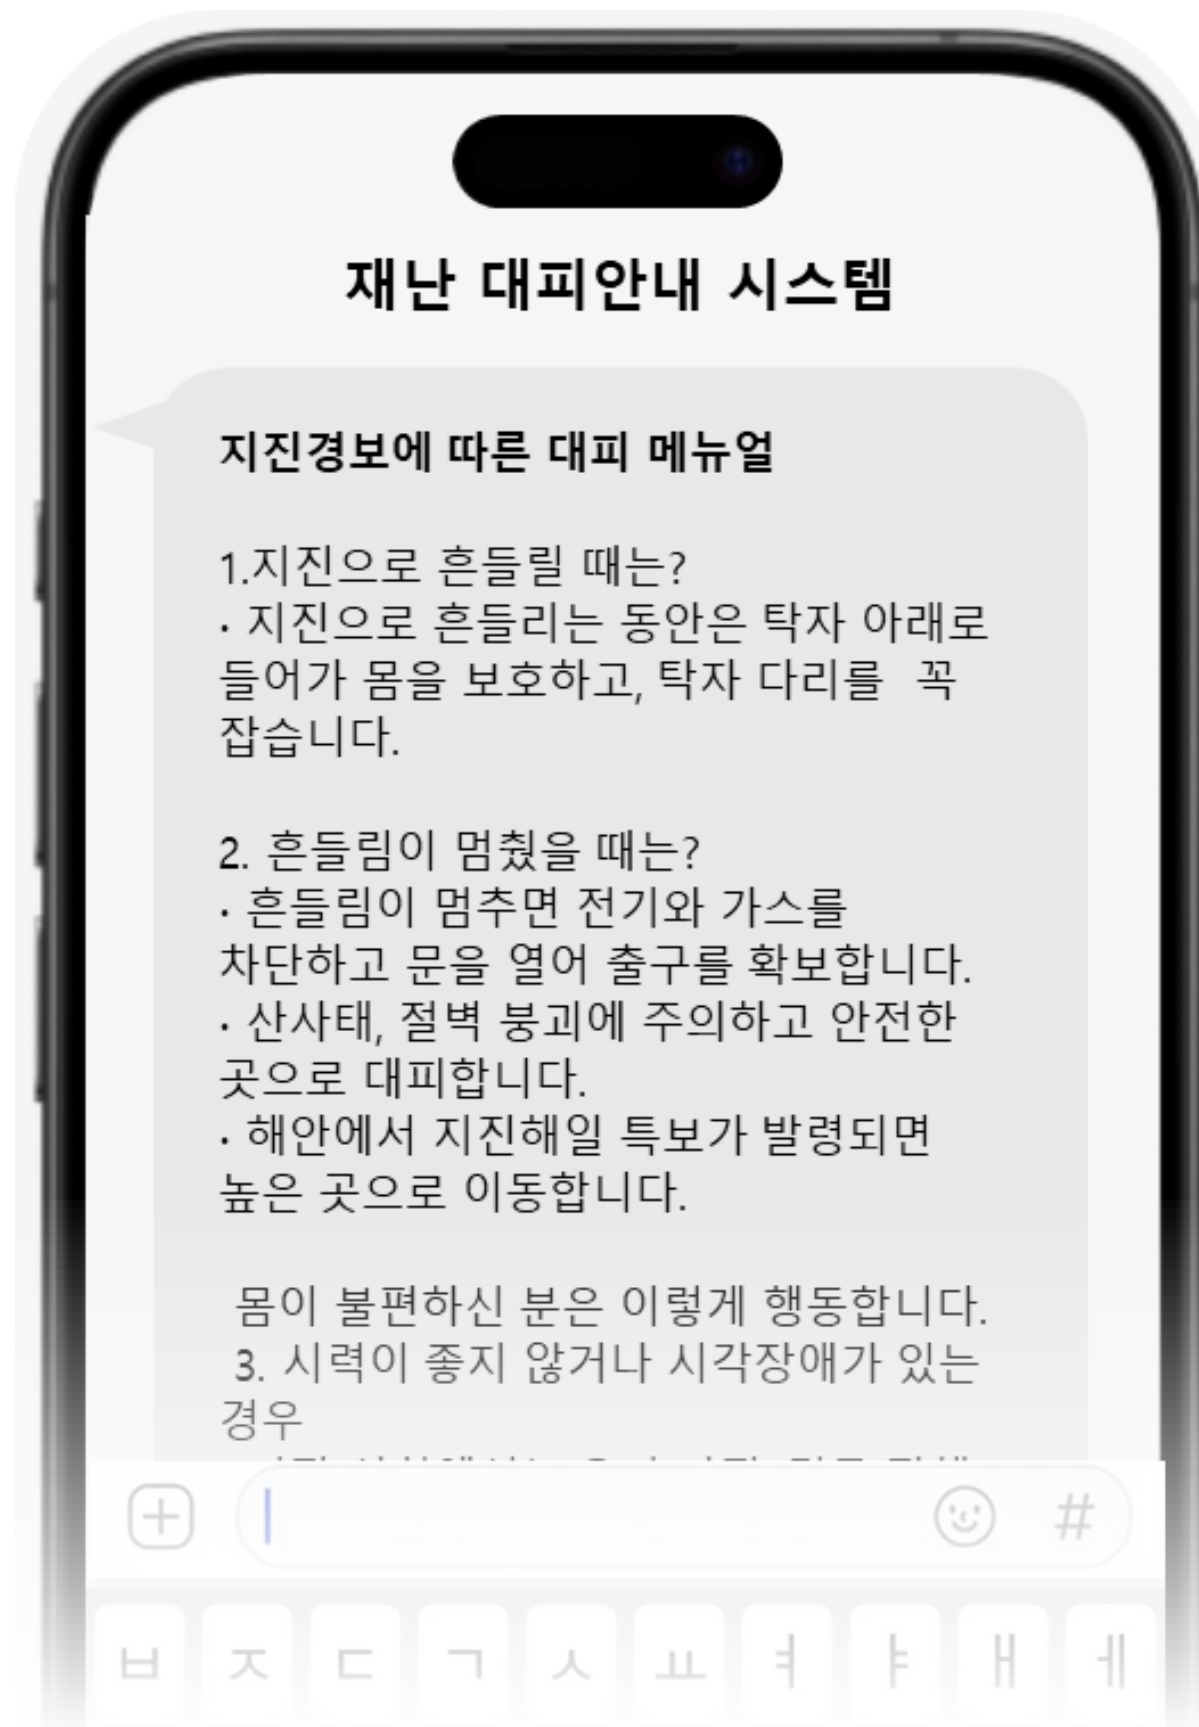 재난 대피안내 시스템
지진경보에 따른 대피 메뉴얼
1.지진으로 흔들릴 때는?
· 지진으로 흔들리는 동안은 탁자 아래로
들어가 몸을 보호하고, 탁자 다리를 꼭
잡습니다.
2. 흔들림이 멈췄을 때는?
· 흔들림이 멈추면 전기와 가스를
차단하고 문을 열어 출구를 확보합니다.
· 산사태, 절벽 붕괴에 주의하고 안전한
곳으로 대피합니다.
· 해안에서 지진해일 특보가 발령되면
높은 곳으로 이동합니다.
몸이 불편하신 분은 이렇게 행동합니다.
3. 시력이 좋지 않거나 시각장애가 있는
경우
#
ㅂ ㅈ ㄷ ㄱ ㅅ ㅛ ㅕ ㅑ ㅐ ㅔ